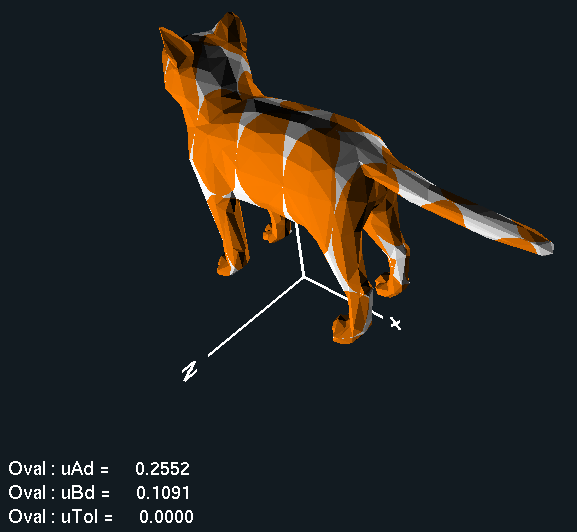 Z
x
Oval : uAd = 0.2552
Oval : uBd = 0.1091
Oval : uTol = 0.0000